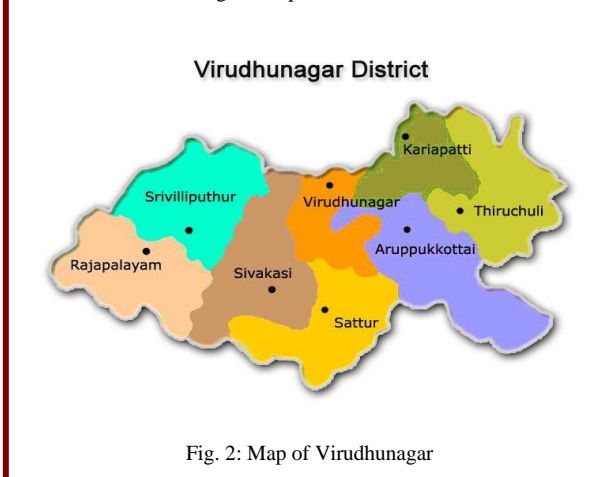 Virudhunagar District
Kariapatti
Srivilliputhur
Virudhunagar
Thiruchuli
Aruppukkottai
Rajapalayam
Sivakasi
Sattur
Fig. 2: Map of Virudhunagar